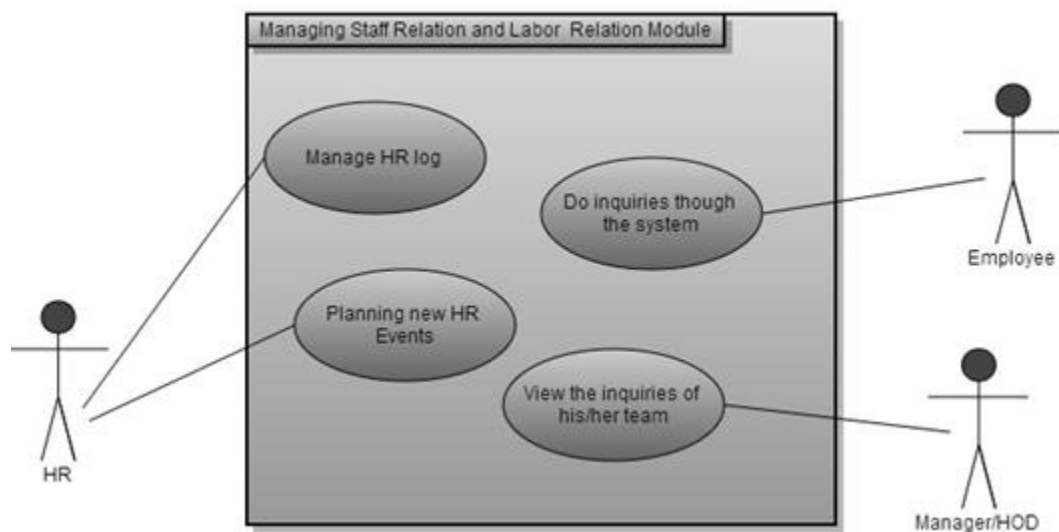 Managing Staff Relation and Labor Relation Module
Manage HR log
Do inquiries though
the system
Employee
Planning new HR
Events
View the inquiries of
his/her team
HR
Manager/HOD